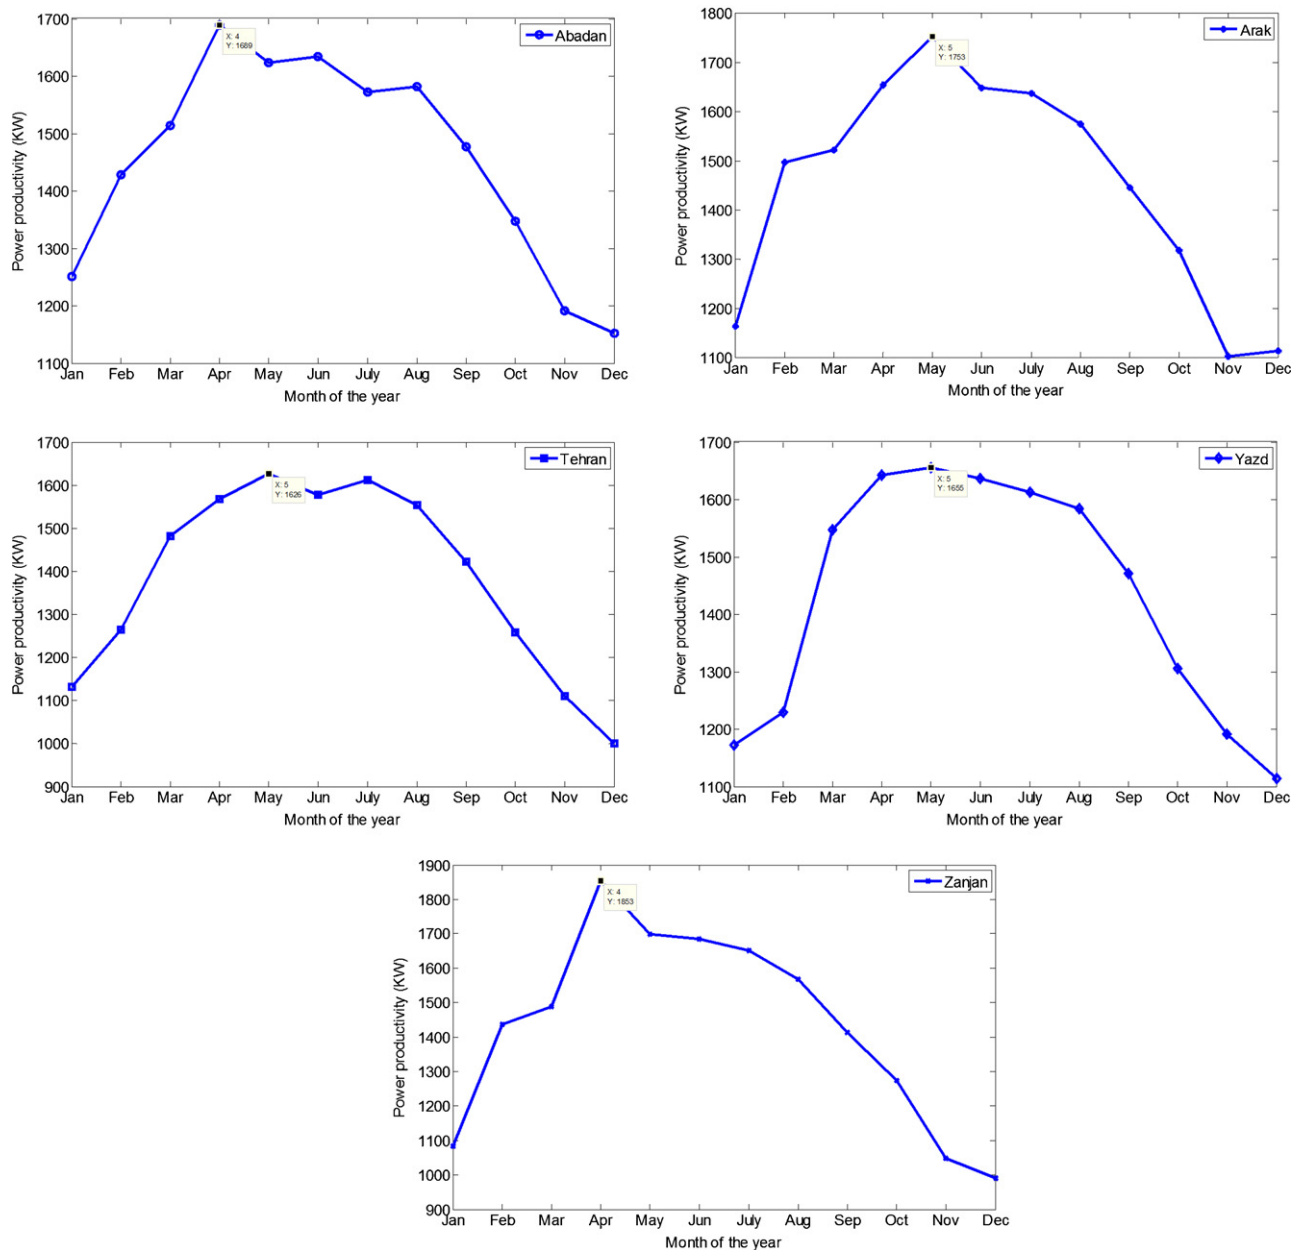 1700
1600
1500
1400
1300
1200
1100
Power productivity (KW)
X: 4
Y: 1689
Abadan
Jan Feb Mar Apr May Jun July Aug Sep Oct Nov Dec
Month of the year
1800
1700
1600
1500
1400
1300
1200
1100
Power productivity (KW)
X: 5
Y: 1753
Arak
Jan Feb Mar Apr May Jun July Aug Sep Oct Nov Dec
Month of the year
1700
1600
1500
1400
1300
1200
1100
1000
900
Power productivity (KW)
X: 5
Y: 1626
Tehran
Jan Feb Mar Apr May Jun July Aug Sep Oct Nov Dec
Month of the year
1700
1600
1500
1400
1300
1200
1100
Power productivity (KW)
X: 5
Y: 1655
Yazd
Jan Feb Mar Apr May Jun July Aug Sep Oct Nov Dec
Month of the year
1900
1800
1700
1600
1500
1400
1300
1200
1100
1000
900
Power productivity (KW)
X: 4
Y: 1853
Zanjan
Jan Feb Mar Apr May Jun July Aug Sep Oct Nov Dec
Month of the year